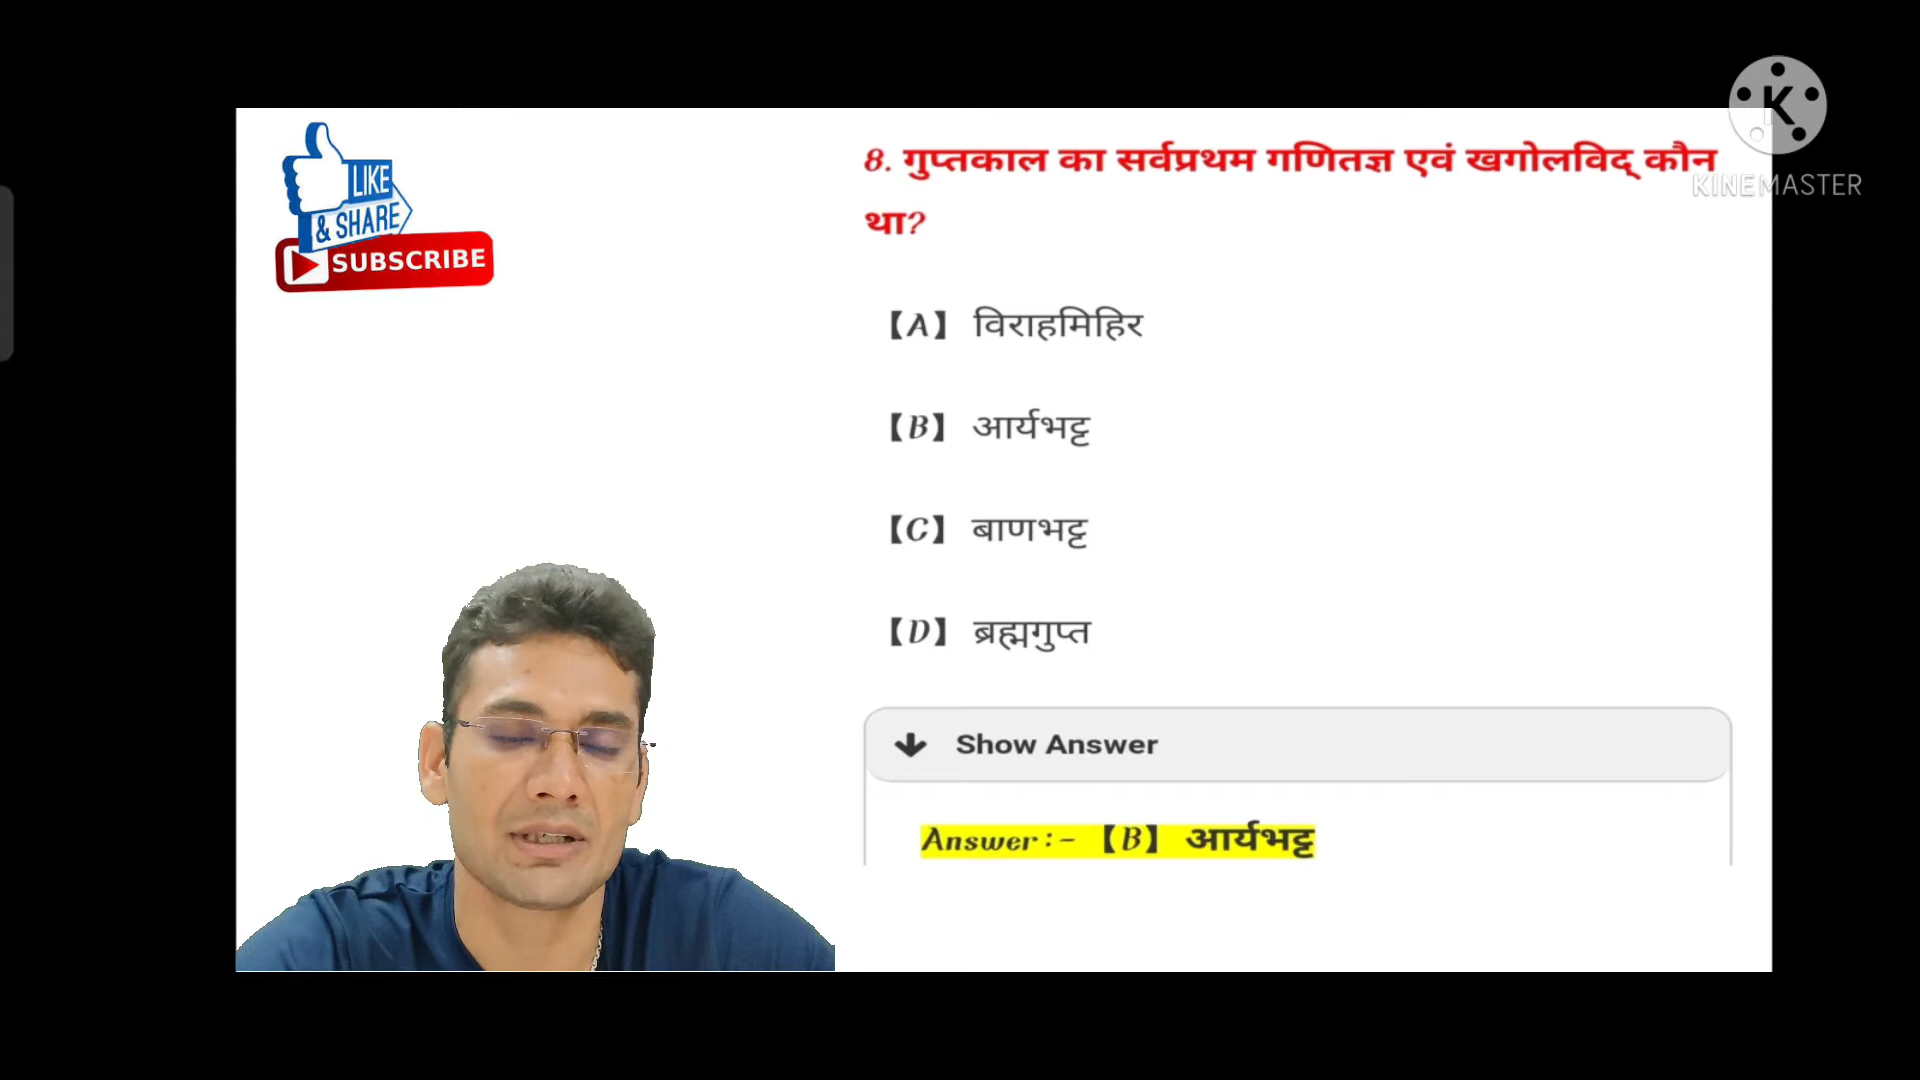 LIKE
& SHARE
SUBSCRIBE
8. गुप्तकाल का सर्वप्रथम गणितज्ञ एवं खगोलविद् कौन
था?
【A】 विराहमिहिर
【B】 आर्यभट्ट
【C】 बाणभट्ट
【D】 ब्रह्मगुप्त
Show Answer
Answer :- 【B】 आर्यभट्ट
K
KINEMASTER